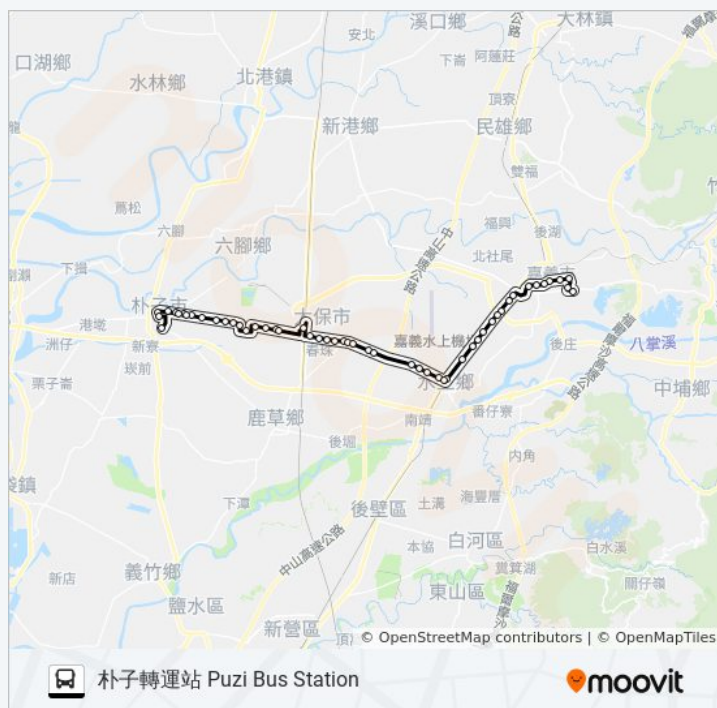 溪口鄉
大林鎮
安北
口湖鄉
下崙
阿蓮莊
水林鄉
北港鎮
頂寮
新港鄉
民雄鄉
雙福
蔦松
六腳
福興
後湖
六腳鄉
北社尾
中山高速公路
嘉義市
下揖
朴子市
太保市
港墘
嘉義水上機場
洲仔
新寮
春珠
後庄
八掌溪
崁前
水上鄉
栗子崙
中埔鄉
鹿草鄉
南靖
番仔寮
後堀
內角
下潭
後壁區
土溝
海豐厝
中山高速公路
本協
白河區
白水溪
新店
義竹鄉
糞箕湖
關仔嶺
鹽水區
東山區
新營區
© OpenStreetMap contributors | © OpenMapTiles
朴子轉運站 Puzi Bus Station
moovit